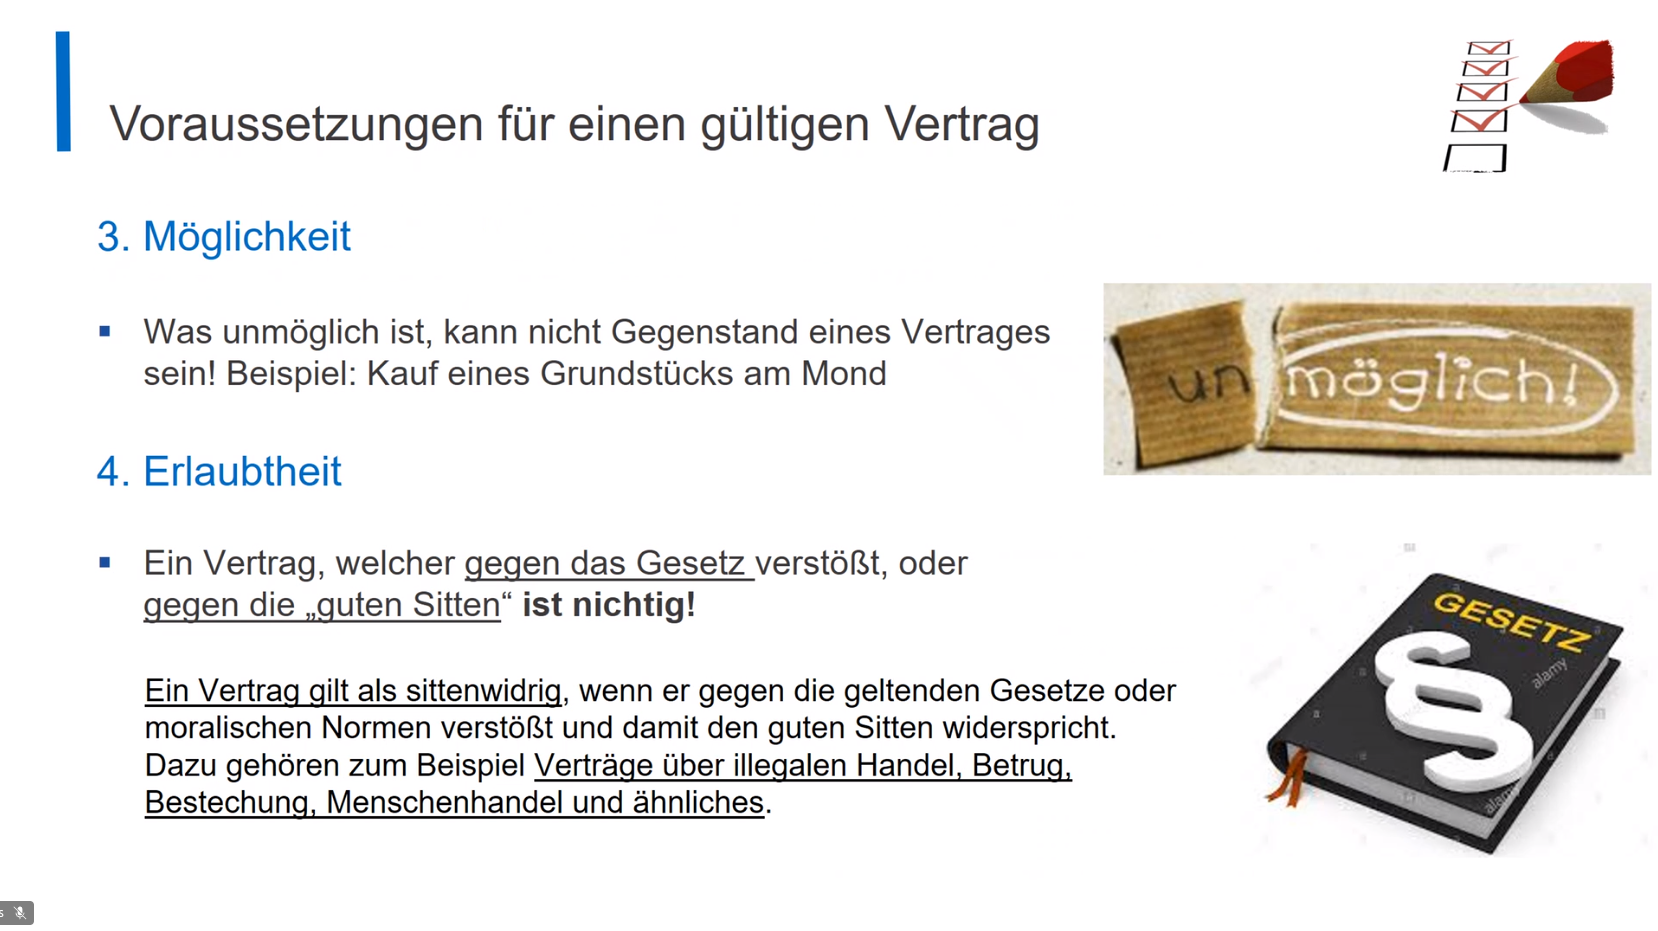 Voraussetzungen für einen gültigen Vertrag
3. Möglichkeit
▪ Was unmöglich ist, kann nicht Gegenstand eines Vertrages
sein! Beispiel: Kauf eines Grundstücks am Mond
un möglich!
4. Erlaubtheit
▪ Ein Vertrag, welcher gegen das Gesetz verstößt, oder
gegen die „guten Sitten“ ist nichtig!
Ein Vertrag gilt als sittenwidrig, wenn er gegen die geltenden Gesetze oder
moralischen Normen verstößt und damit den guten Sitten widerspricht.
Dazu gehören zum Beispiel Verträge über illegalen Handel, Betrug,
Bestechung, Menschenhandel und ähnliches.
GESETZ
§
alamy
alamy
s